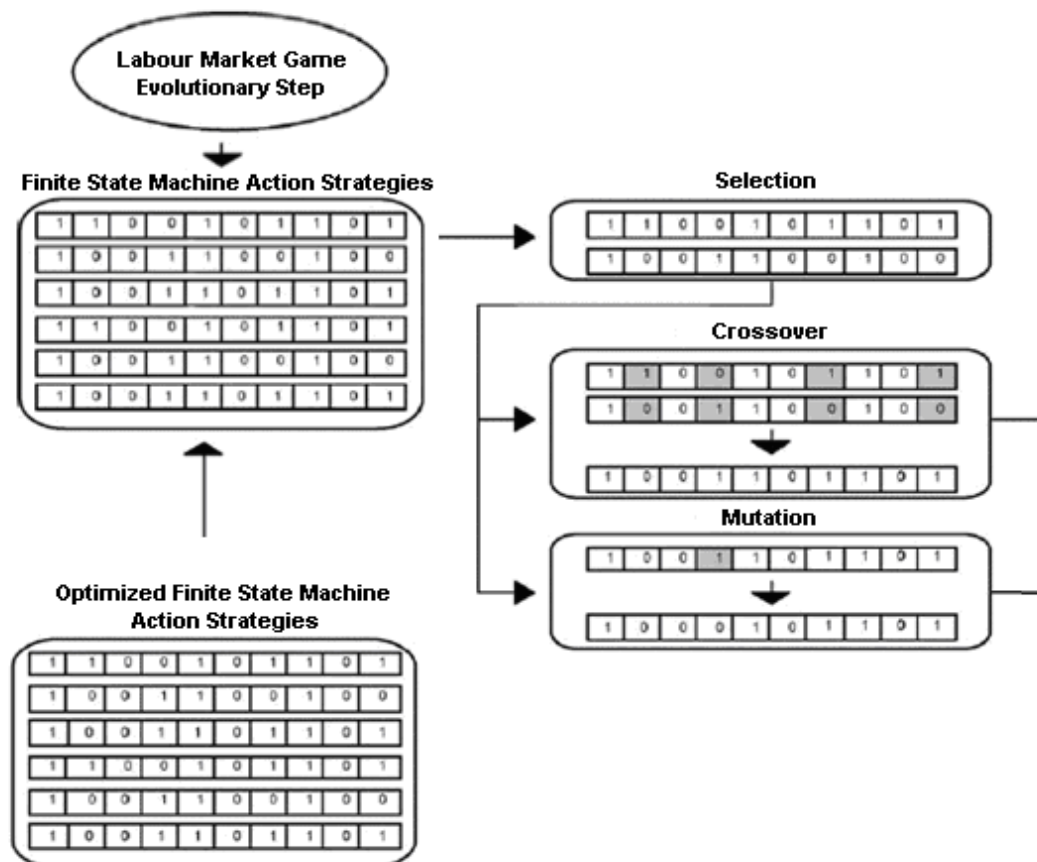 Labour Market Game
Evolutionary Step
Finite State Machine Action Strategies
1 1 0 0 1 0 1 1 0 1
1 0 0 1 1 0 0 1 0 0
1 0 0 1 1 0 1 1 0 1
1 1 0 0 1 0 1 1 0 1
1 0 0 1 1 0 0 1 0 0
1 0 0 1 1 0 1 1 0 1
Selection
1 1 0 0 1 0 1 1 0 1
1 0 0 1 1 0 0 1 0 0
Crossover
1 1 0 0 1 0 1 1 0 1
1 0 0 1 1 0 0 1 0 0
1 0 0 1 1 0 1 1 0 1
Mutation
1 0 0 1 1 0 1 1 0 1
1 0 0 0 1 0 1 1 0 1
Optimized Finite State Machine
Action Strategies
1 1 0 0 1 0 1 1 0 1
1 0 0 1 1 0 0 1 0 0
1 0 0 1 1 0 1 1 0 1
1 1 0 0 1 0 1 1 0 1
1 0 0 1 1 0 0 1 0 0
1 0 0 1 1 0 1 1 0 1